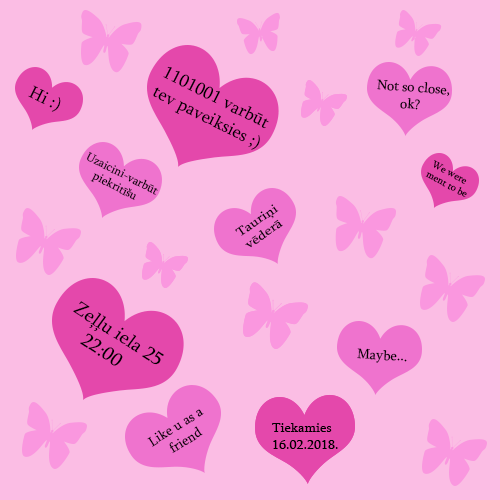 Hi :)
1101001 varbūt
tev paveiksies ;)
Not so close,
ok?
Uzaicini-varbūt
piekritīšu
We were
ment to be
Tauriņi
vēderā
Zeļļu iela 25
22:00
Maybe...
Like u as a
friend
Tiekamies
16.02.2018.